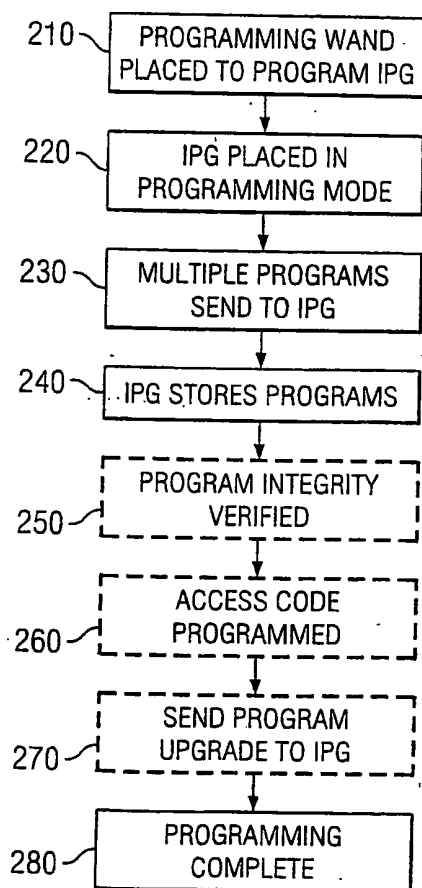 210
PROGRAMMING WAND
PLACED TO PROGRAM IPG
220
IPG PLACED IN
PROGRAMMING MODE
230
MULTIPLE PROGRAMS
SEND TO IPG
240
IPG STORES PROGRAMS
PROGRAM INTEGRITY
VERIFIED
250
ACCESS CODE
PROGRAMMED
260
SEND PROGRAM
UPGRADE TO IPG
270
PROGRAMMING
COMPLETE
280